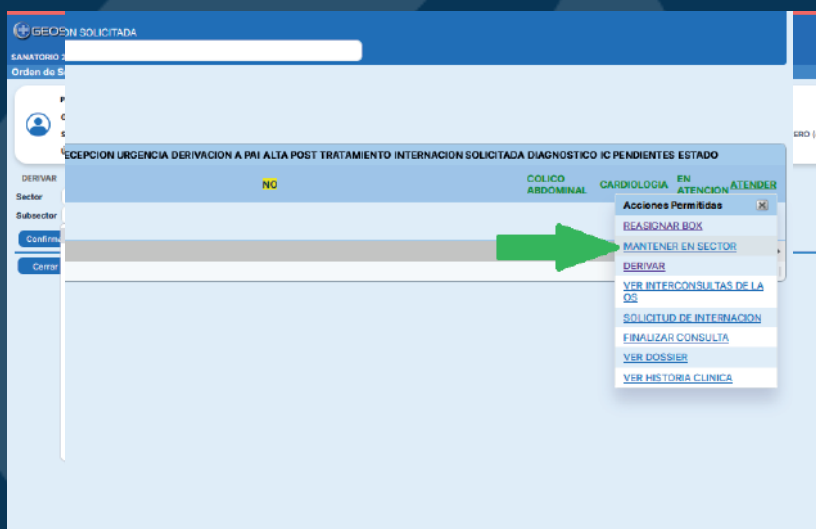 GEOS
ON SOLICITADA
SANATORIO
Orden de S
ERO (
ECEPCION URGENCIA DERIVACION A PAI ALTA POST TRATAMIENTO INTERNACION SOLICITADA DIAGNOSTICO IC PENDIENTES ESTADO
DERIVAR
NO
COLICO ABDOMINAL
CARDIOLOGIA
EN ATENCION
ATENDER
Sector
Subsector
Confirma
Cerrar
Acciones Permitidas
REASIGNAR BOX
MANTENER EN SECTOR
DERIVAR
VER INTERCONSULTAS DE LA
OS
SOLICITUD DE INTERNACION
FINALIZAR CONSULTA
VER DOSSIER
VER HISTORIA CLINICA